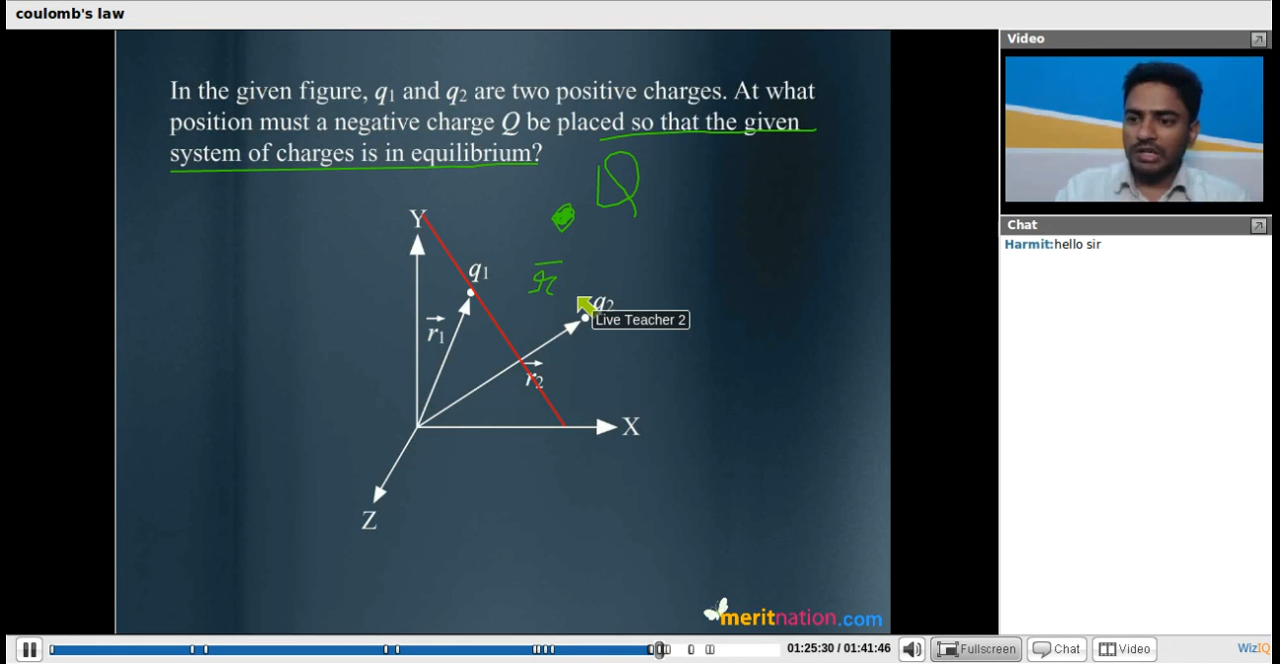 coulomb's law
In the given figure, q₁ and q₂ are two positive charges. At what
position must a negative charge Q be placed so that the given
system of charges is in equilibrium?
Q
Y
q₁
q₂
Live Teacher 2
r⃗₁
r⃗₂
X
Z
meritnation.com
Video
Chat
Harmit:hello sir
01:25:30 / 01:41:46
Fullscreen
Chat
Video
WizIQ